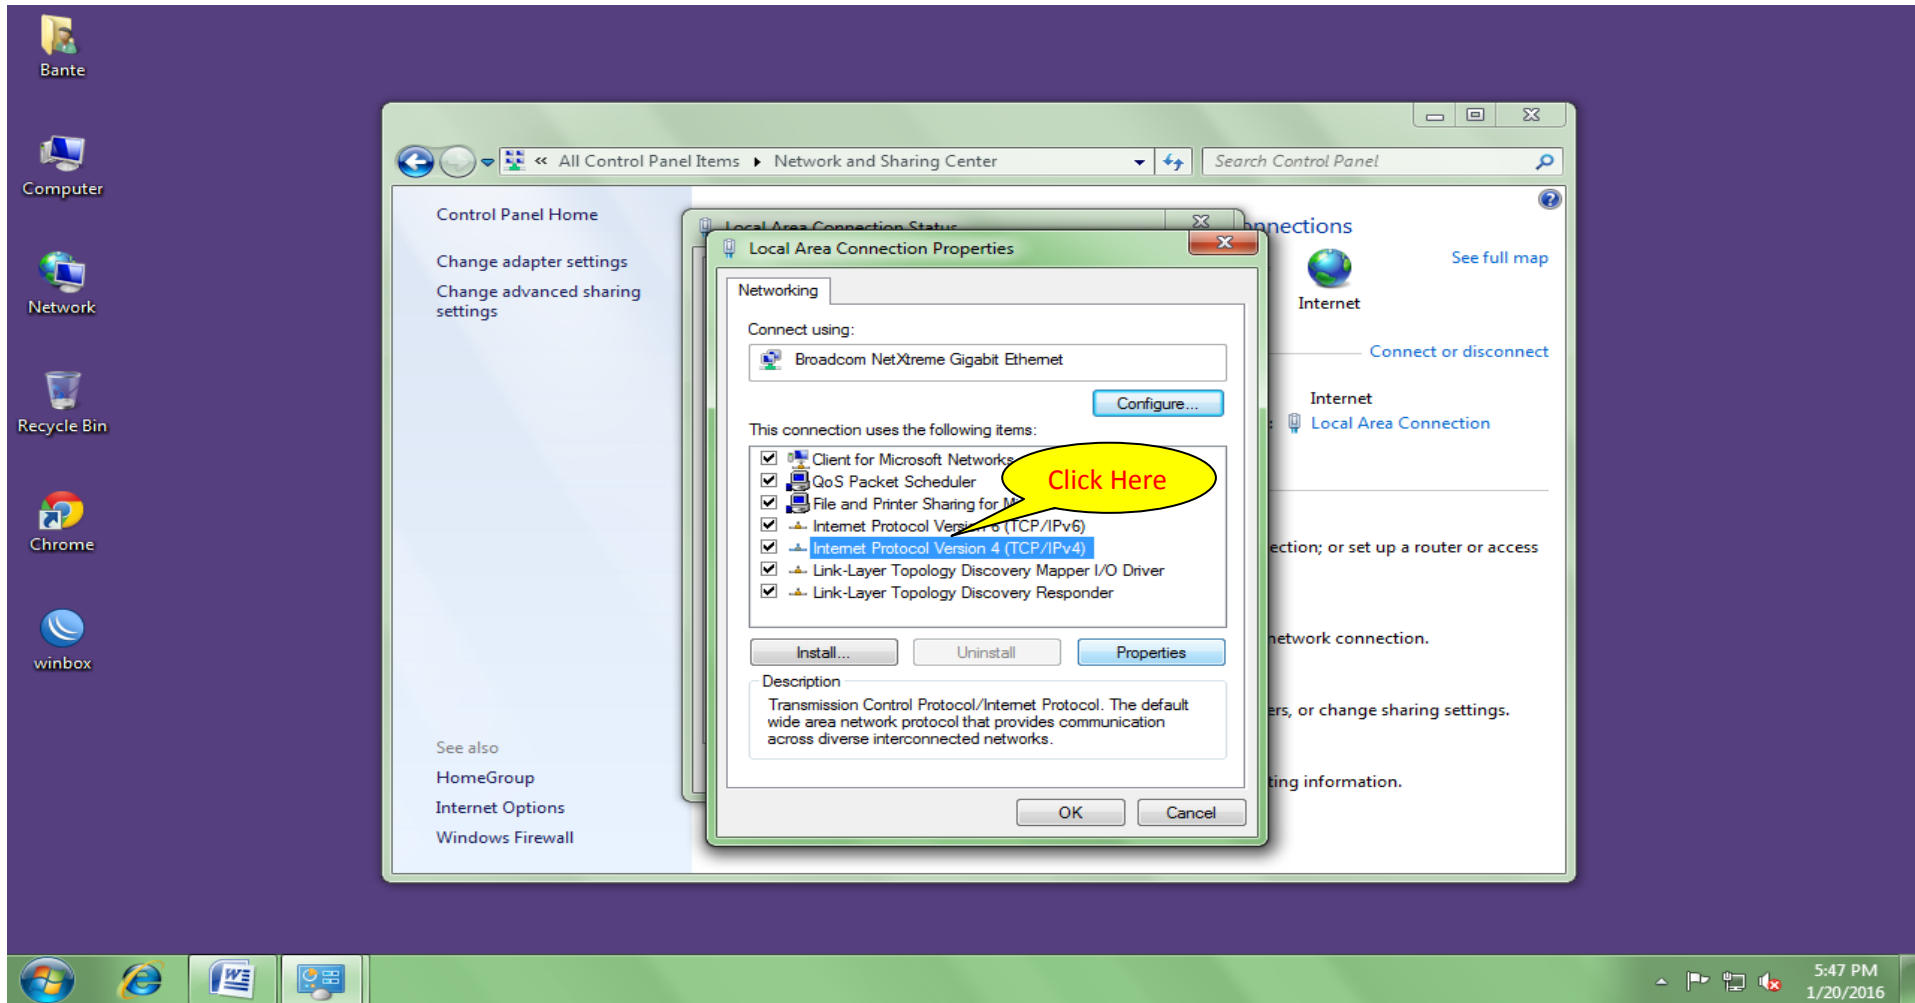 Bante
Computer
Network
Recycle Bin
Chrome
winbox
« All Control Panel Items ▸ Network and Sharing Center
Search Control Panel
Control Panel Home
Change adapter settings
Change advanced sharing
settings
See also
HomeGroup
Internet Options
Windows Firewall
Local Area Connection Status
Local Area Connection Properties
Networking
Connect using:
Broadcom NetXtreme Gigabit Ethernet
Configure...
This connection uses the following items:
Client for Microsoft Networks
QoS Packet Scheduler
File and Printer Sharing for
Internet Protocol Version 6 (TCP/IPv6)
Internet Protocol Version 4 (TCP/IPv4)
Link-Layer Topology Discovery Mapper I/O Driver
Link-Layer Topology Discovery Responder
Click Here
Install...
Uninstall
Properties
Description
Transmission Control Protocol/Internet Protocol. The default
wide area network protocol that provides communication
across diverse interconnected networks.
OK
Cancel
onnections
See full map
Internet
Connect or disconnect
Internet
Local Area Connection
ection; or set up a router or access
network connection.
ers, or change sharing settings.
ting information.
5:47 PM
1/20/2016